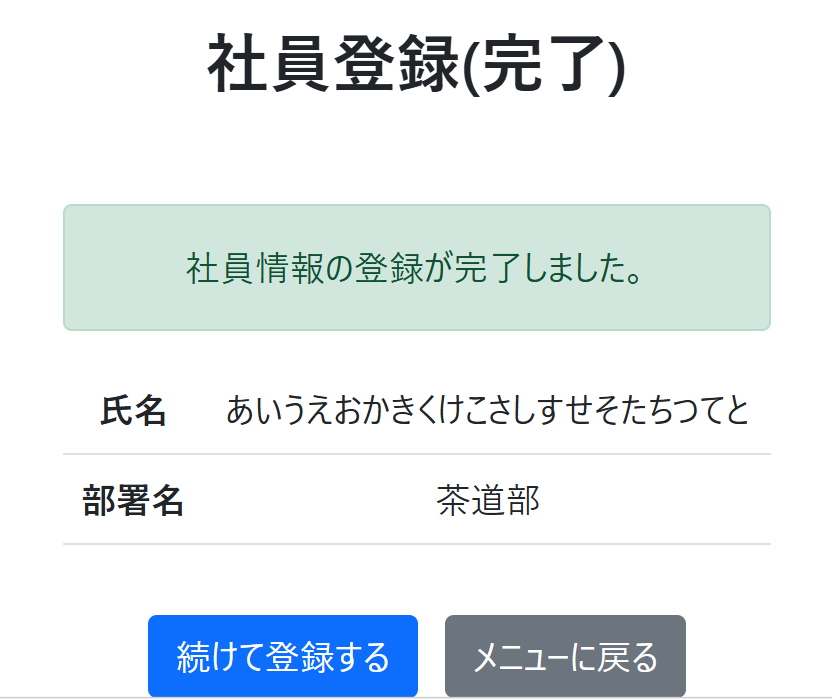 社員登録(完了)
社員情報の登録が完了しました。
氏名 あいうえおかきくけこさしすせそたちつてと
部署名 茶道部
続けて登録する メニューに戻る